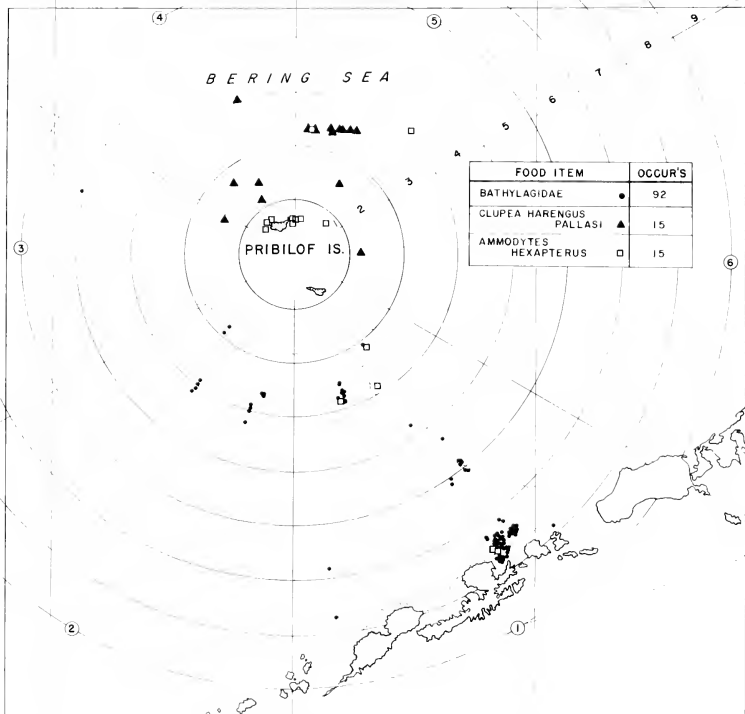 4
5
9
8
7
6
5
4
3
2
BERING SEA
FOOD ITEM OCCUR'S
BATHYLAGIDAE ● 92
CLUPEA HARENGUS
PALLASI ▲ 15
AMMODYTES
HEXAPTERUS □ 15
3
PRIBILOF IS.
6
2
1